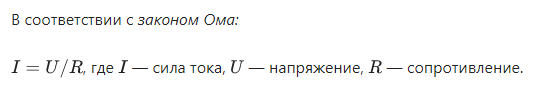 В соответствии с законом Ома:
I = U/R, где I — сила тока, U — напряжение, R — сопротивление.